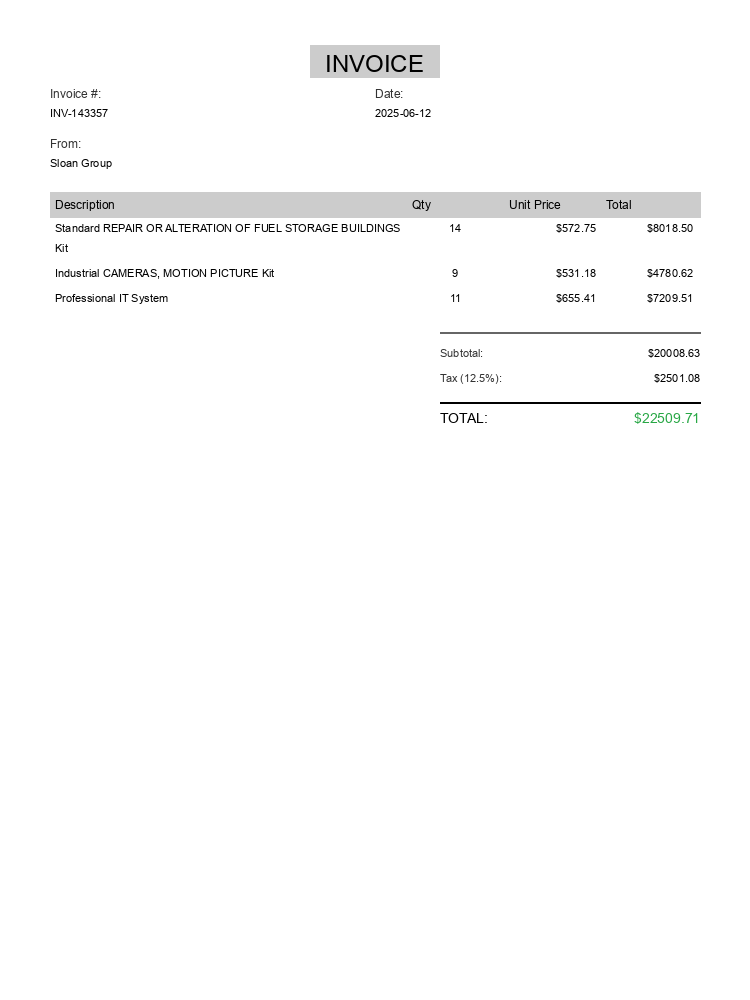 INVOICE
Invoice #: Date:
INV-143357 2025-06-12
From:
Sloan Group
Description Qty Unit Price Total
Standard REPAIR OR ALTERATION OF FUEL STORAGE BUILDINGS 14 $572.75 $8018.50
Kit
Industrial CAMERAS, MOTION PICTURE Kit 9 $531.18 $4780.62
Professional IT System 11 $655.41 $7209.51
Subtotal: $20008.63
Tax (12.5%): $2501.08
TOTAL: $22509.71